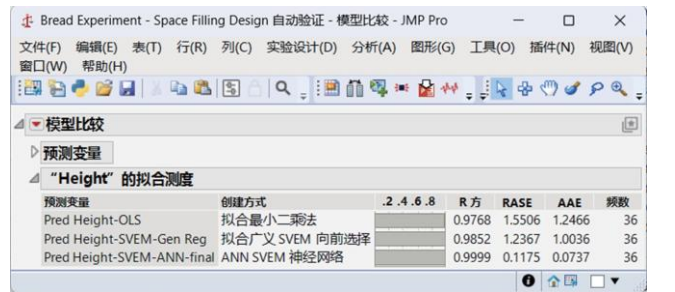 Bread Experiment - Space Filling Design 自动验证 - 模型比较 - JMP Pro
文件(F) 编辑(E) 表(T) 行(R) 列(C) 实验设计(D) 分析(A) 图形(G) 工具(O) 插件(N) 视图(V)
窗口(W) 帮助(H)
模型比较
预测变量
“Height” 的拟合测度
预测变量 创建方式 .2 .4 .6 .8 R 方 RASE AAE 频数
Pred Height-OLS 拟合最小二乘法 0.9768 1.5506 1.2466 36
Pred Height-SVEM-Gen Reg 拟合广义 SVEM 向前选择 0.9852 1.2367 1.0036 36
Pred Height-SVEM-ANN-final ANN SVEM 神经网络 0.9999 0.1175 0.0737 36